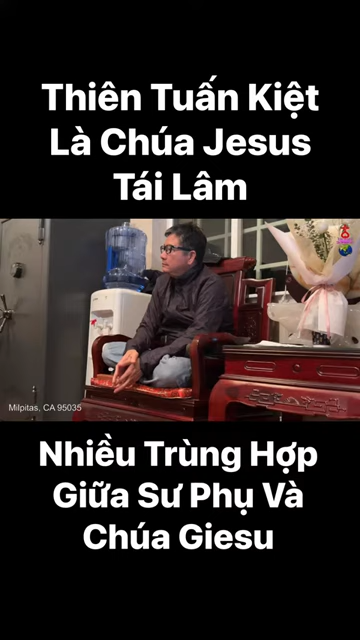 Thiên Tuấn Kiệt
Là Chúa Jesus
Tái Lâm
Milpitas, CA 95035
Nhiều Trùng Hợp
Giữa Sư Phụ Và
Chúa Giesu